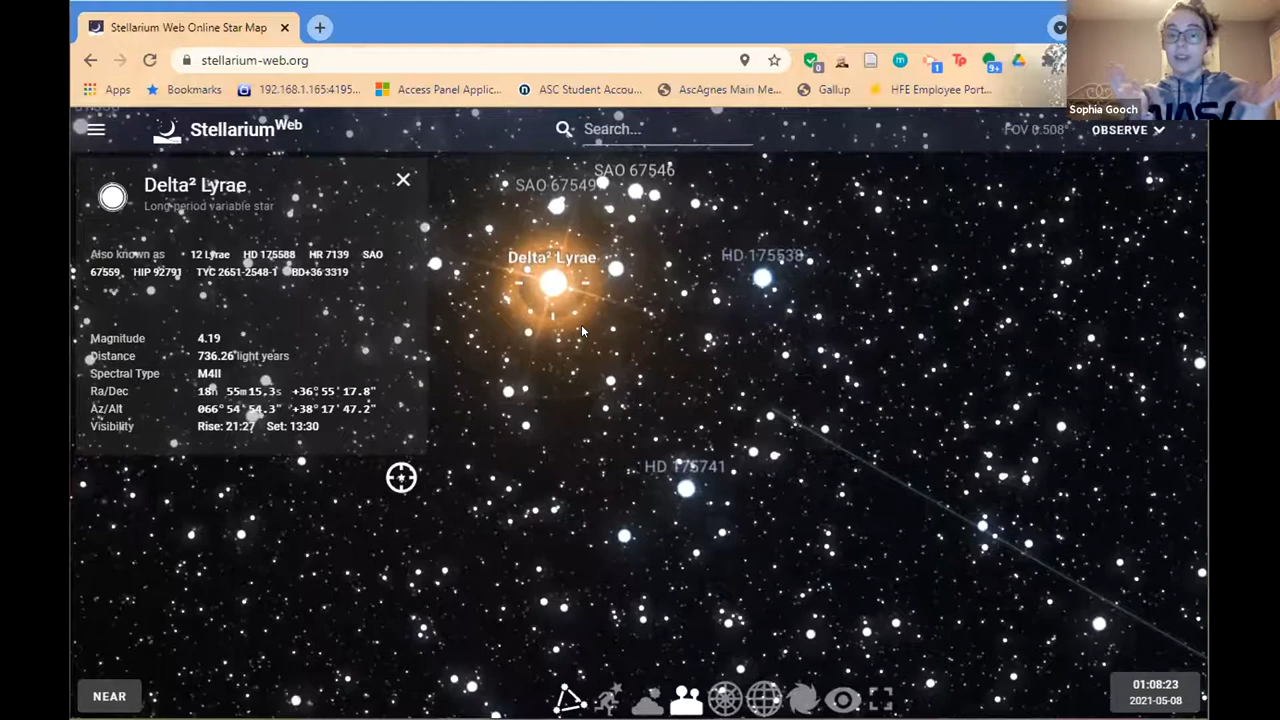 Stellarium Web Online Star Map
stellarium-web.org
0
1
Tp
9+
Apps
Bookmarks
192.168.1.165:4195...
Access Panel Applic...
ASC Student Accou...
AscAgnes Main Me...
Gallup
HFE Employee Port...
Sophia Gooch
Stellarium Web
Search...
FOV 0.508°
OBSERVE
Delta² Lyrae
Long period variable star
Also known as 12 Lyrae HD 175588 HR 7139 SAO
67559 HIP 92791 TYC 2651-2548-1 BD+36 3319
Magnitude 4.19
Distance 736.26 light years
Spectral Type M4II
Ra/Dec 18h 55m15.3s +36°55'17.8"
Az/Alt 066°54'54.3" +38°17'47.2"
Visibility Rise: 21:27 Set: 13:30
SAO 67546
SAO 67549
Delta² Lyrae
HD 175538
HD 175741
NEAR
01:08:23
2021-05-08